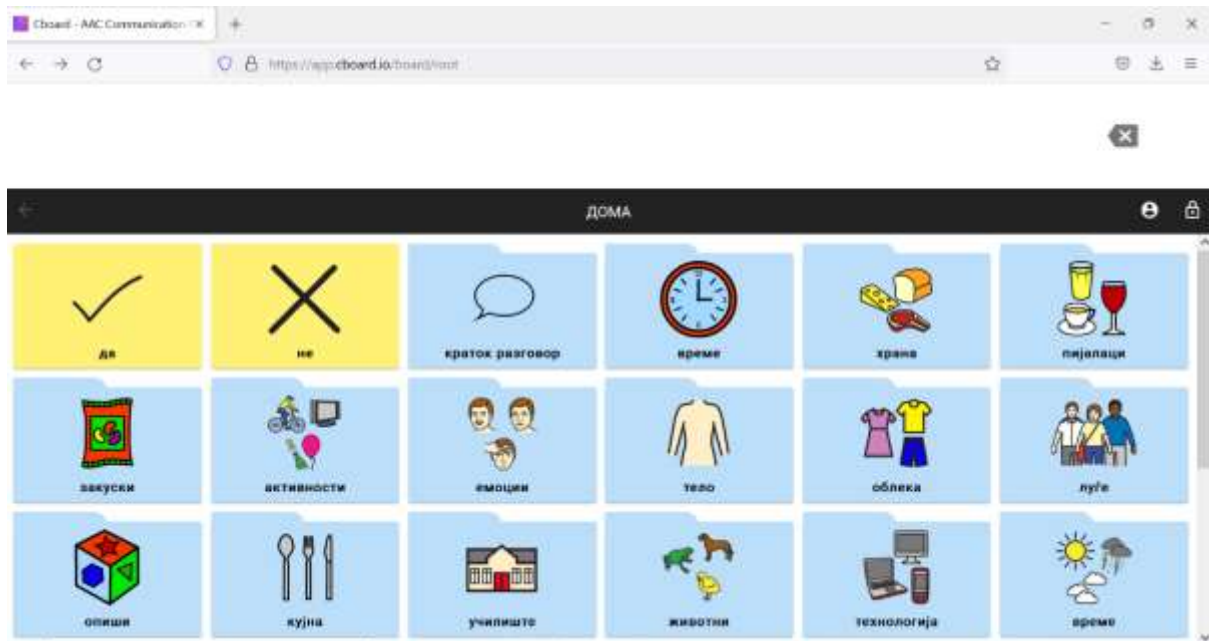 Cboard - AAC Communication
https://app.cboard.io/board/root
ДОМА
да
не
краток разговор
време
храна
пијалаци
закуски
активности
емоции
тело
облека
луѓе
опиши
кујна
училиште
животни
технологија
време